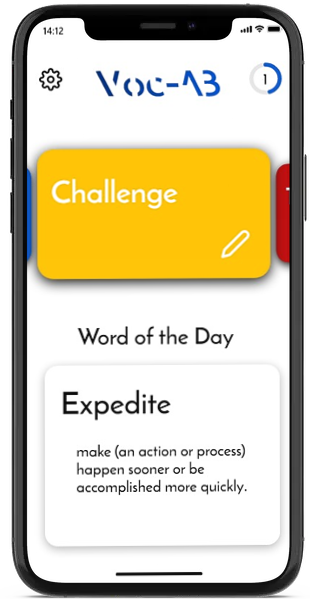 14:12
Voc-AB
1
Challenge
Word of the Day
Expedite
make (an action or process)
happen sooner or be
accomplished more quickly.